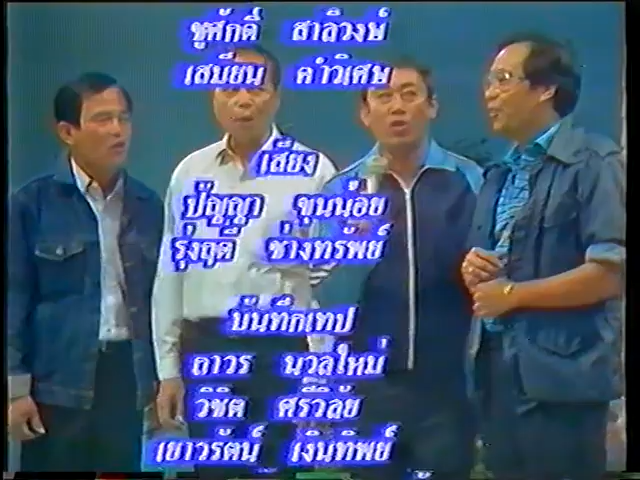 ชูศักดิ์ สาลิวงษ์
เสมียน คำวิเศษ
เสียง
ปัญญา ขุนน้อย
รุ่งฤดี ช่างทรัพย์
บันทึกเทป
ถาวร นวลใหม่
วิชิต ศรีวิลัย
เยาวรัตน์ เงินทิพย์